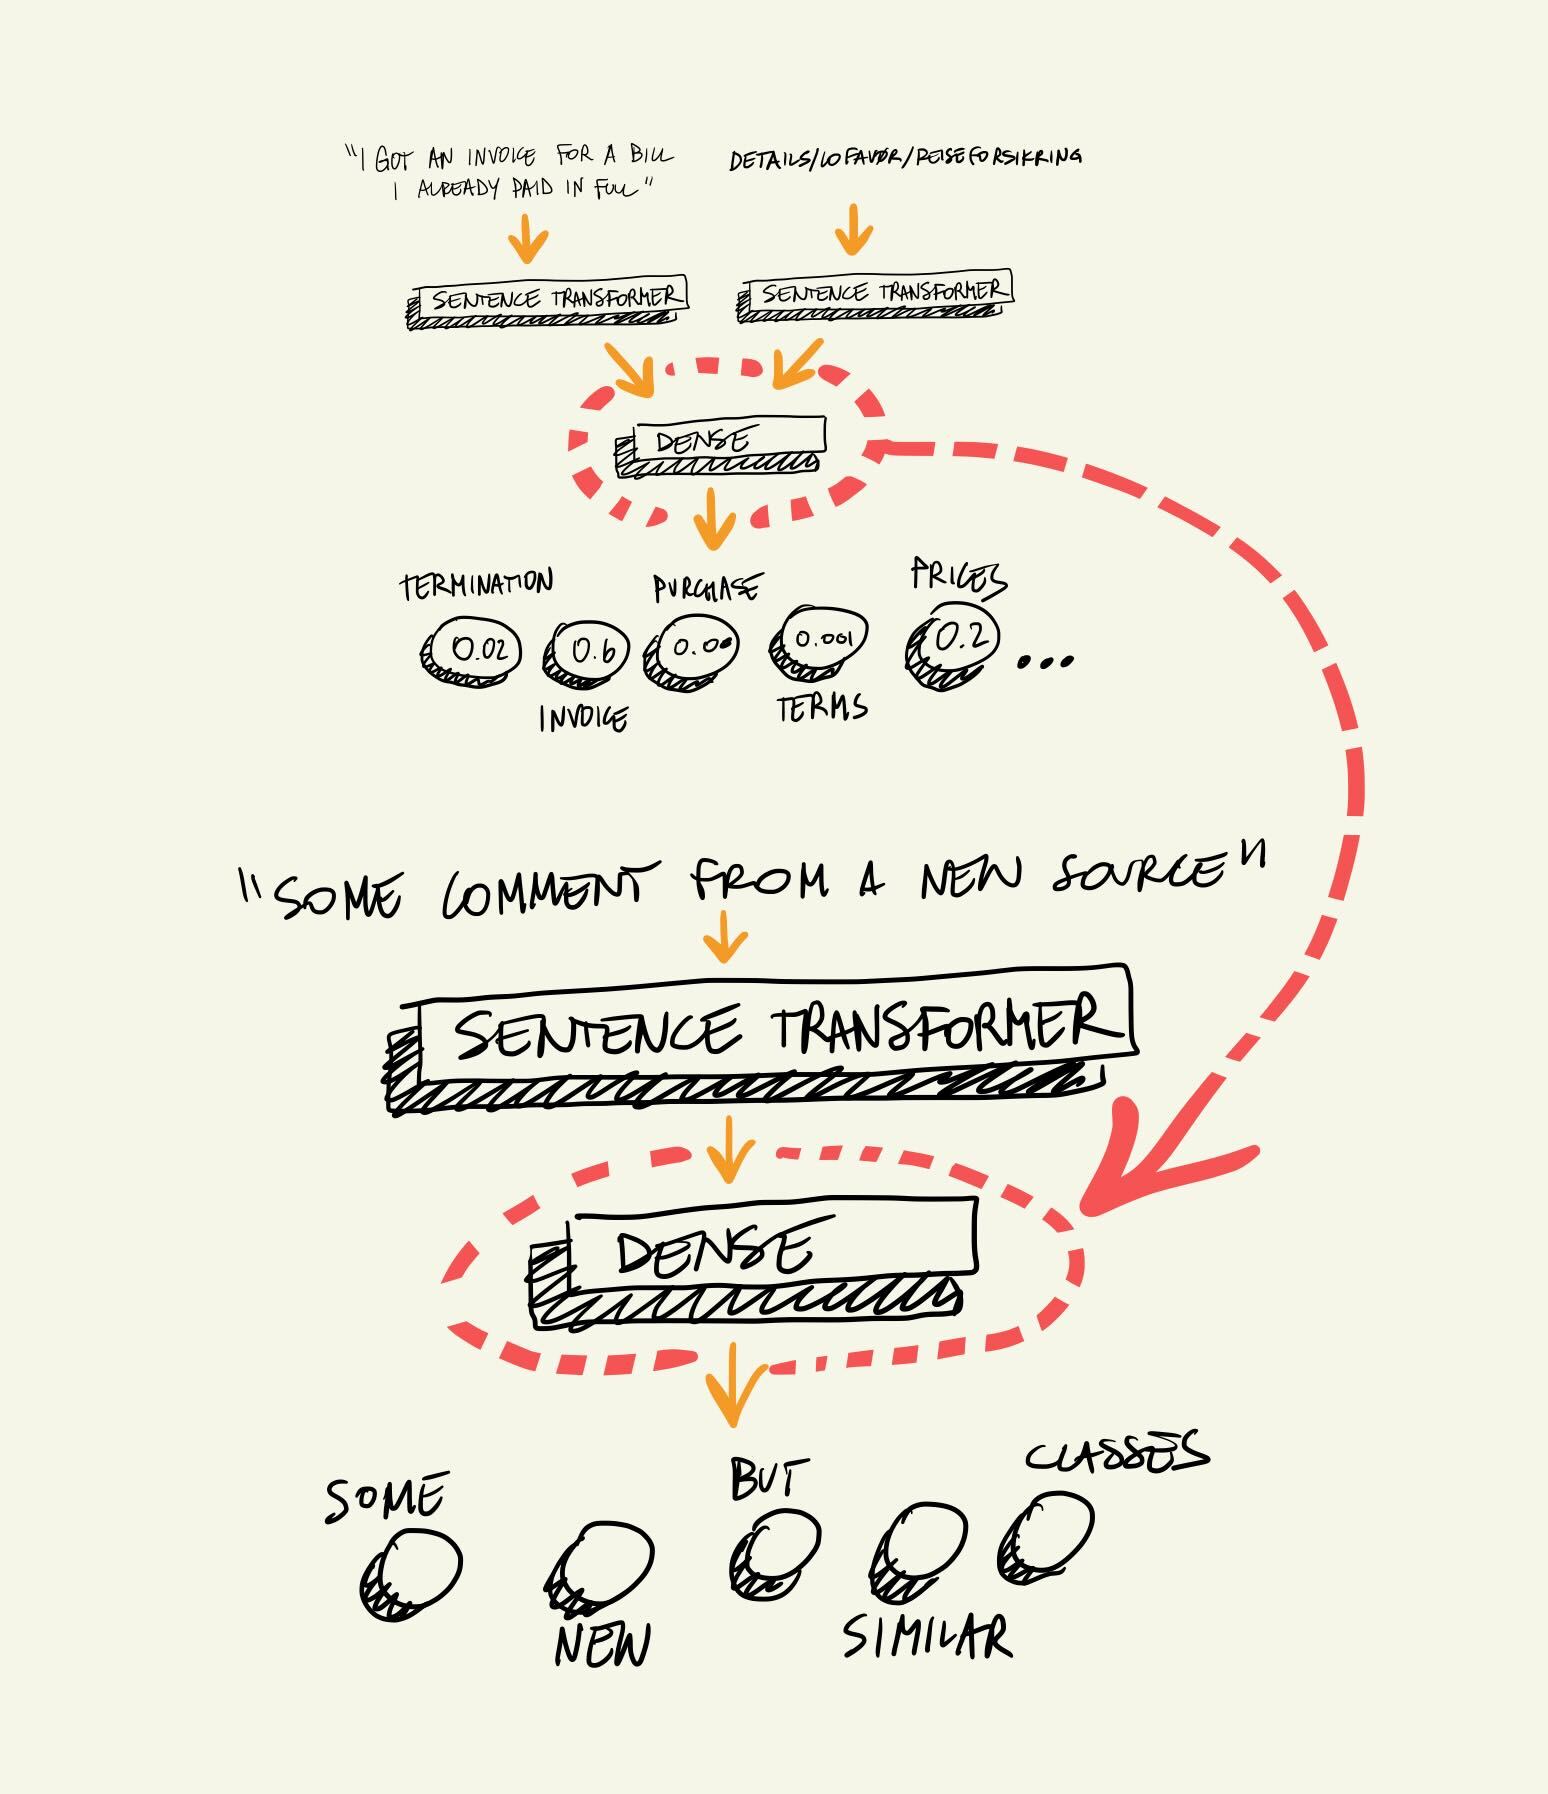 "I GOT AN INVOICE FOR A BILL
I ALREADY PAID IN FULL"
DETAILS/LOFAVØR/REISEFORSIKRING
SENTENCE TRANSFORMER
SENTENCE TRANSFORMER
DENSE
TERMINATION
PURCHASE
PRICES
0.02
0.6
0.001
0.2
...
INVOICE
TERMS
"SOME COMMENT FROM A NEW SOURCE"
SENTENCE TRANSFORMER
DENSE
SOME
BUT
CLASSES
NEW
SIMILAR